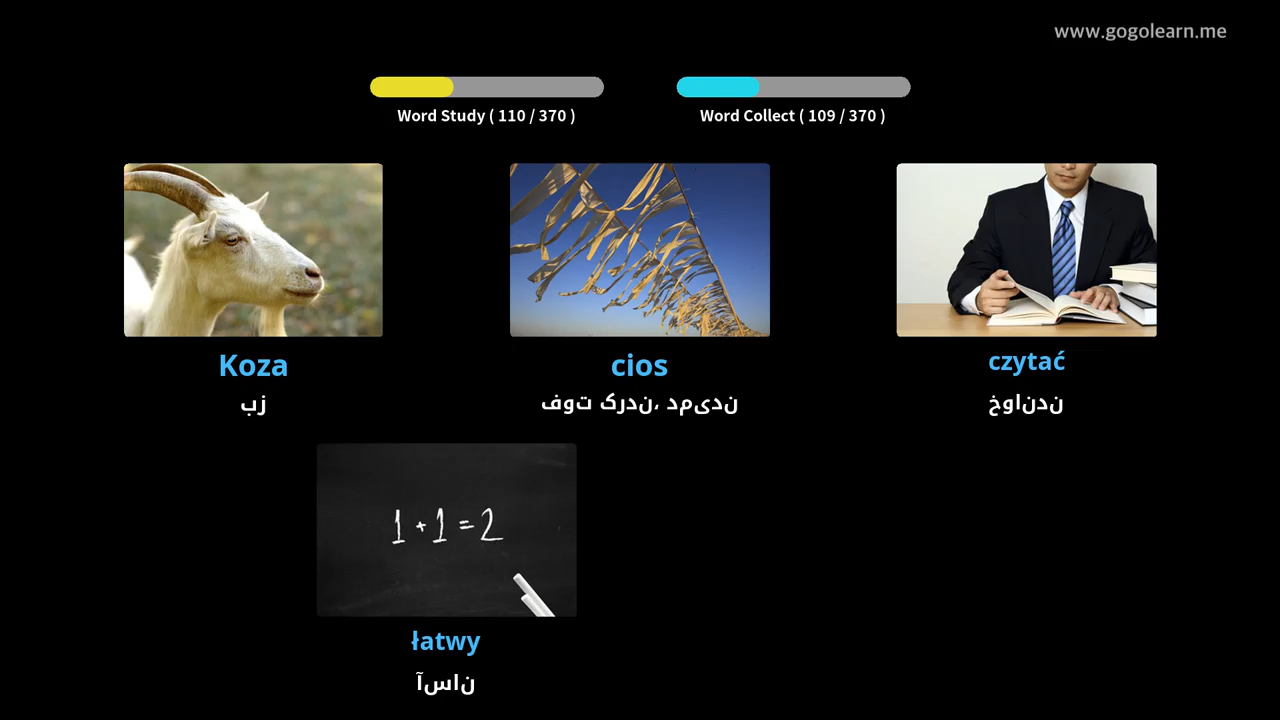 www.gogolearn.me
Word Study ( 110 / 370 )
Word Collect ( 109 / 370 )
Koza
cios
czytać
بز
فوت کردن، دمیدن
خواندن
1 + 1 = 2
łatwy
آسان